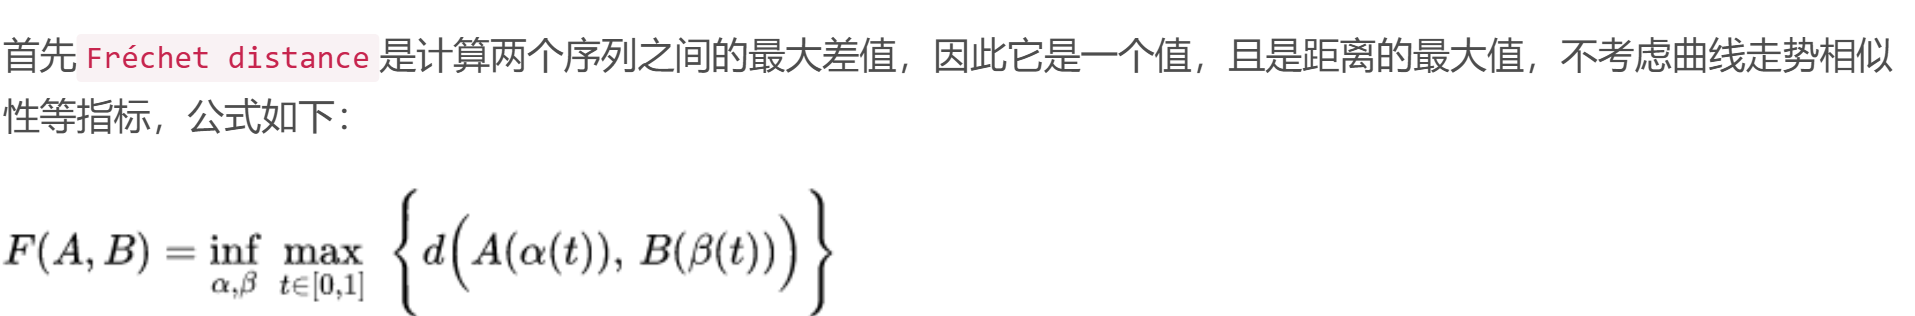 首先Fréchet distance是计算两个序列之间的最大差值，因此它是一个值，且是距离的最大值，不考虑曲线走势相似
性等指标，公式如下：
F(A, B) = inf_{α,β} max_{t∈[0,1]} { d( A(α(t)), B(β(t)) ) }